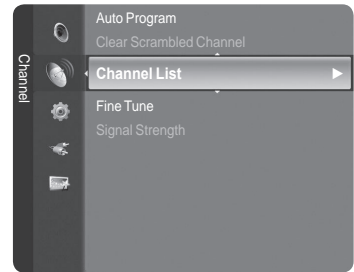 Channel
Auto Program
Clear Scrambled Channel
Channel List
Fine Tune
Signal Strength